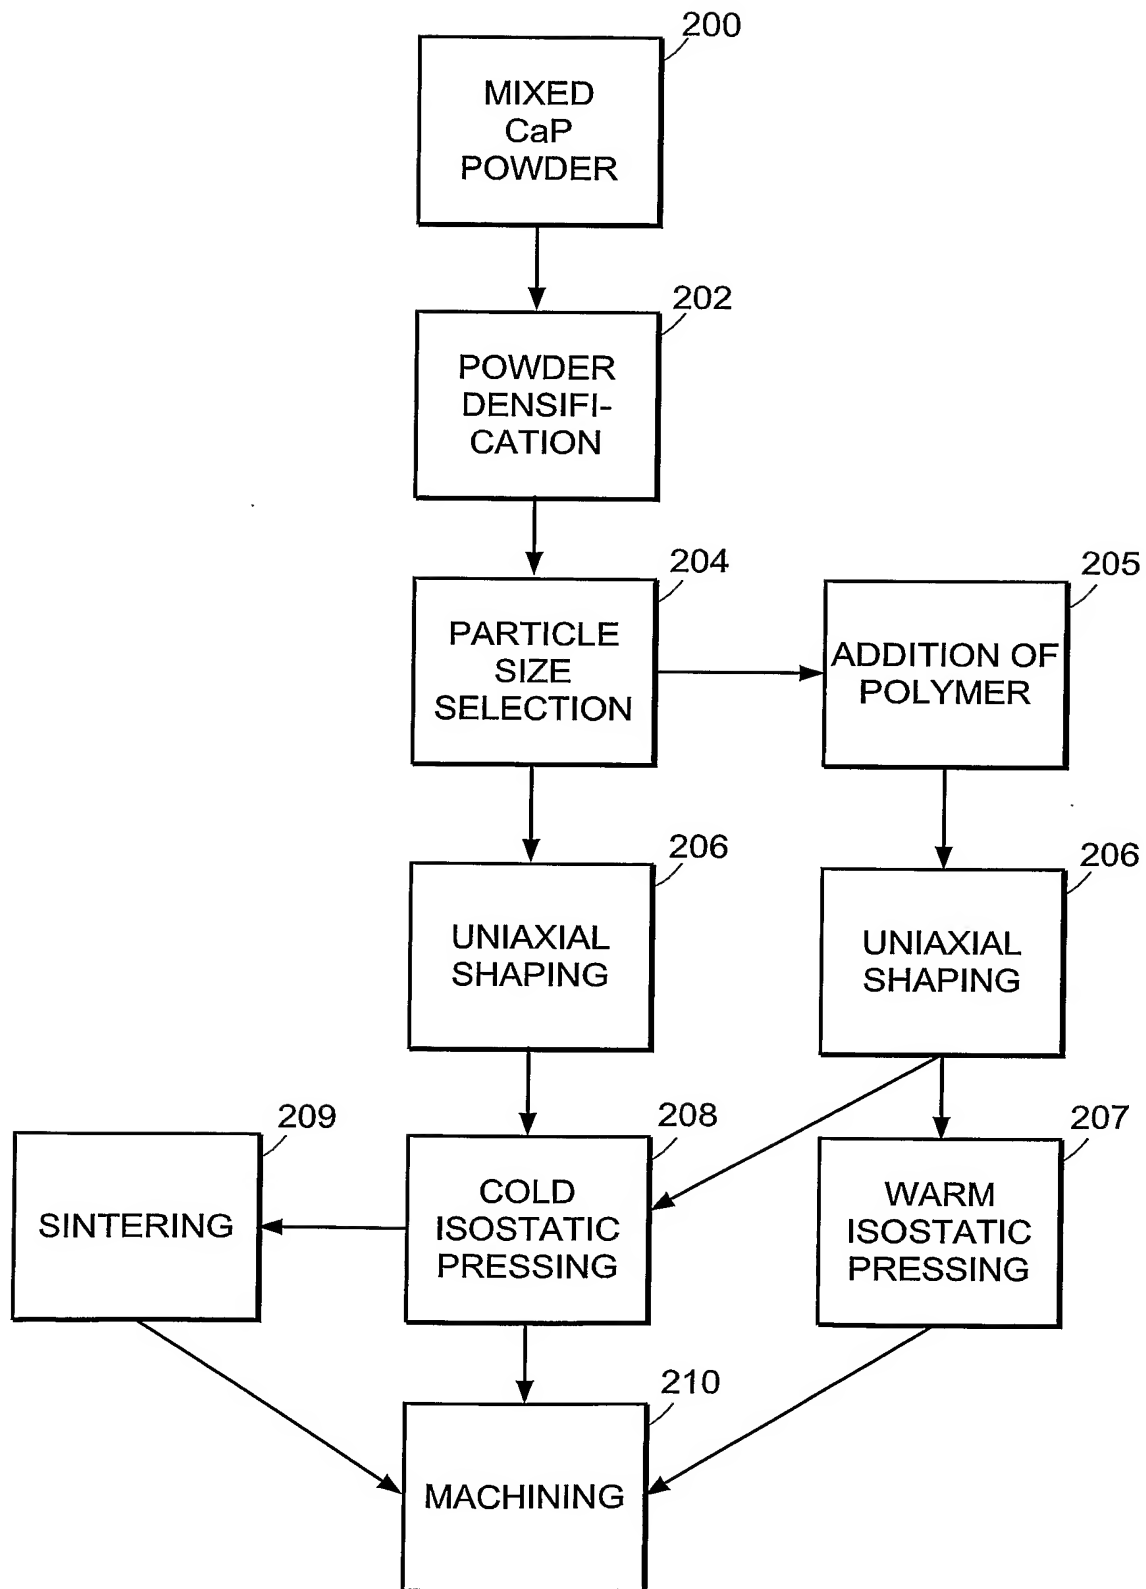 200
MIXED
CaP
POWDER
202
POWDER
DENSIFI-
CATION
204
PARTICLE
SIZE
SELECTION
205
ADDITION OF
POLYMER
206
UNIAXIAL
SHAPING
206
UNIAXIAL
SHAPING
209
SINTERING
208
COLD
ISOSTATIC
PRESSING
207
WARM
ISOSTATIC
PRESSING
210
MACHINING